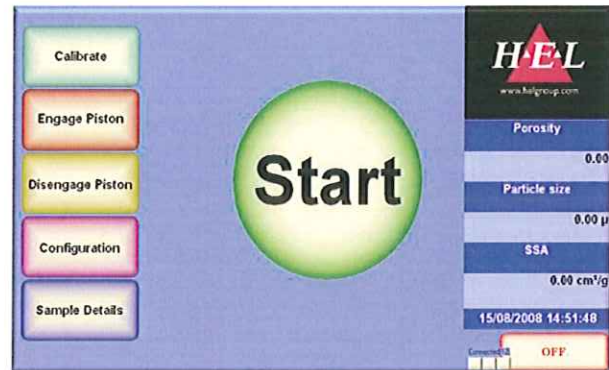 Calibrate
Engage Piston
Disengage Piston
Configuration
Sample Details
Start
H·E·L
www.helgroup.com
Porosity
0.00
Particle size
0.00 µ
SSA
0.00 cm²/g
15/08/2008 14:51:48
OFF